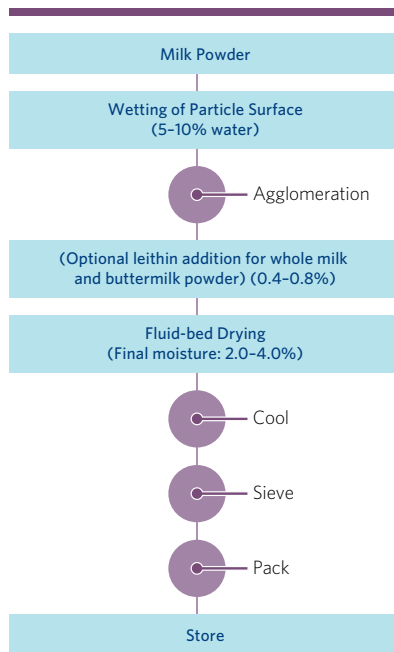 Milk Powder
Wetting of Particle Surface
(5–10% water)
Agglomeration
(Optional leithin addition for whole milk
and buttermilk powder) (0.4–0.8%)
Fluid-bed Drying
(Final moisture: 2.0–4.0%)
Cool
Sieve
Pack
Store